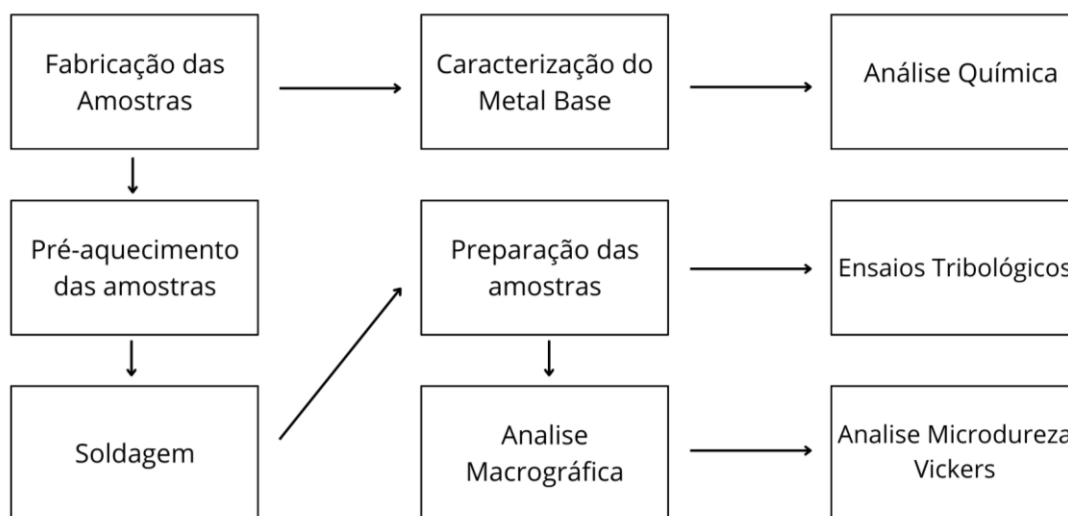 Fabricação das
Amostras
Caracterização do
Metal Base
Análise Química
Pré-aquecimento
das amostras
Preparação das
amostras
Ensaios Tribológicos
Soldagem
Analise
Macrográfica
Analise Microdureza
Vickers